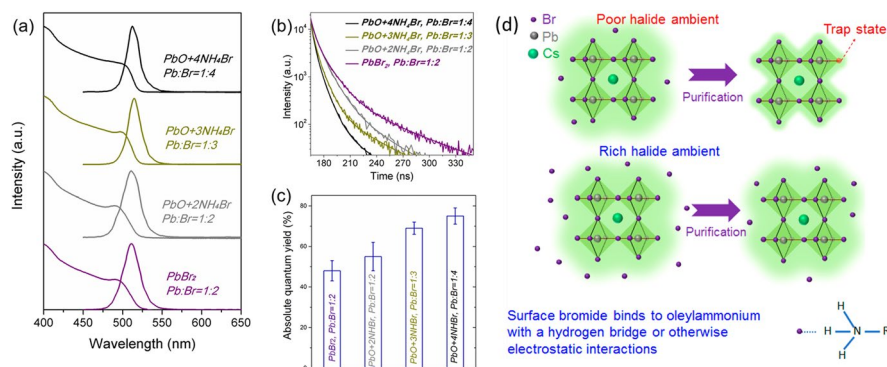 (a)
PbO+4NH₄Br
Pb:Br=1:4
PbO+3NH₄Br
Pb:Br=1:3
PbO+2NH₄Br
Pb:Br=1:2
PbBr₂
Pb:Br=1:2
Intensity (a.u.)
400 450 500 550 600 650
Wavelength (nm)
(b)
PbO+4NH₄Br, Pb:Br=1:4
PbO+3NH₄Br, Pb:Br=1:3
PbO+2NH₄Br, Pb:Br=1:2
PbBr₂, Pb:Br=1:2
Intensity (a.u.)
10⁴
10³
10²
180 210 240 270 300 330
Time (ns)
(c)
Absolute quantum yield (%)
80
60
40
20
0
PbBr₂, Pb:Br=1:2
PbO+2NHBr, Pb:Br=1:2
PbO+3NHBr, Pb:Br=1:3
PbO+4NHBr, Pb:Br=1:4
(d)
Br
Pb
Cs
Poor halide ambient
Trap state
Purification
Rich halide ambient
Purification
Surface bromide binds to oleylammonium
with a hydrogen bridge or otherwise
electrostatic interactions
H
H N R
H